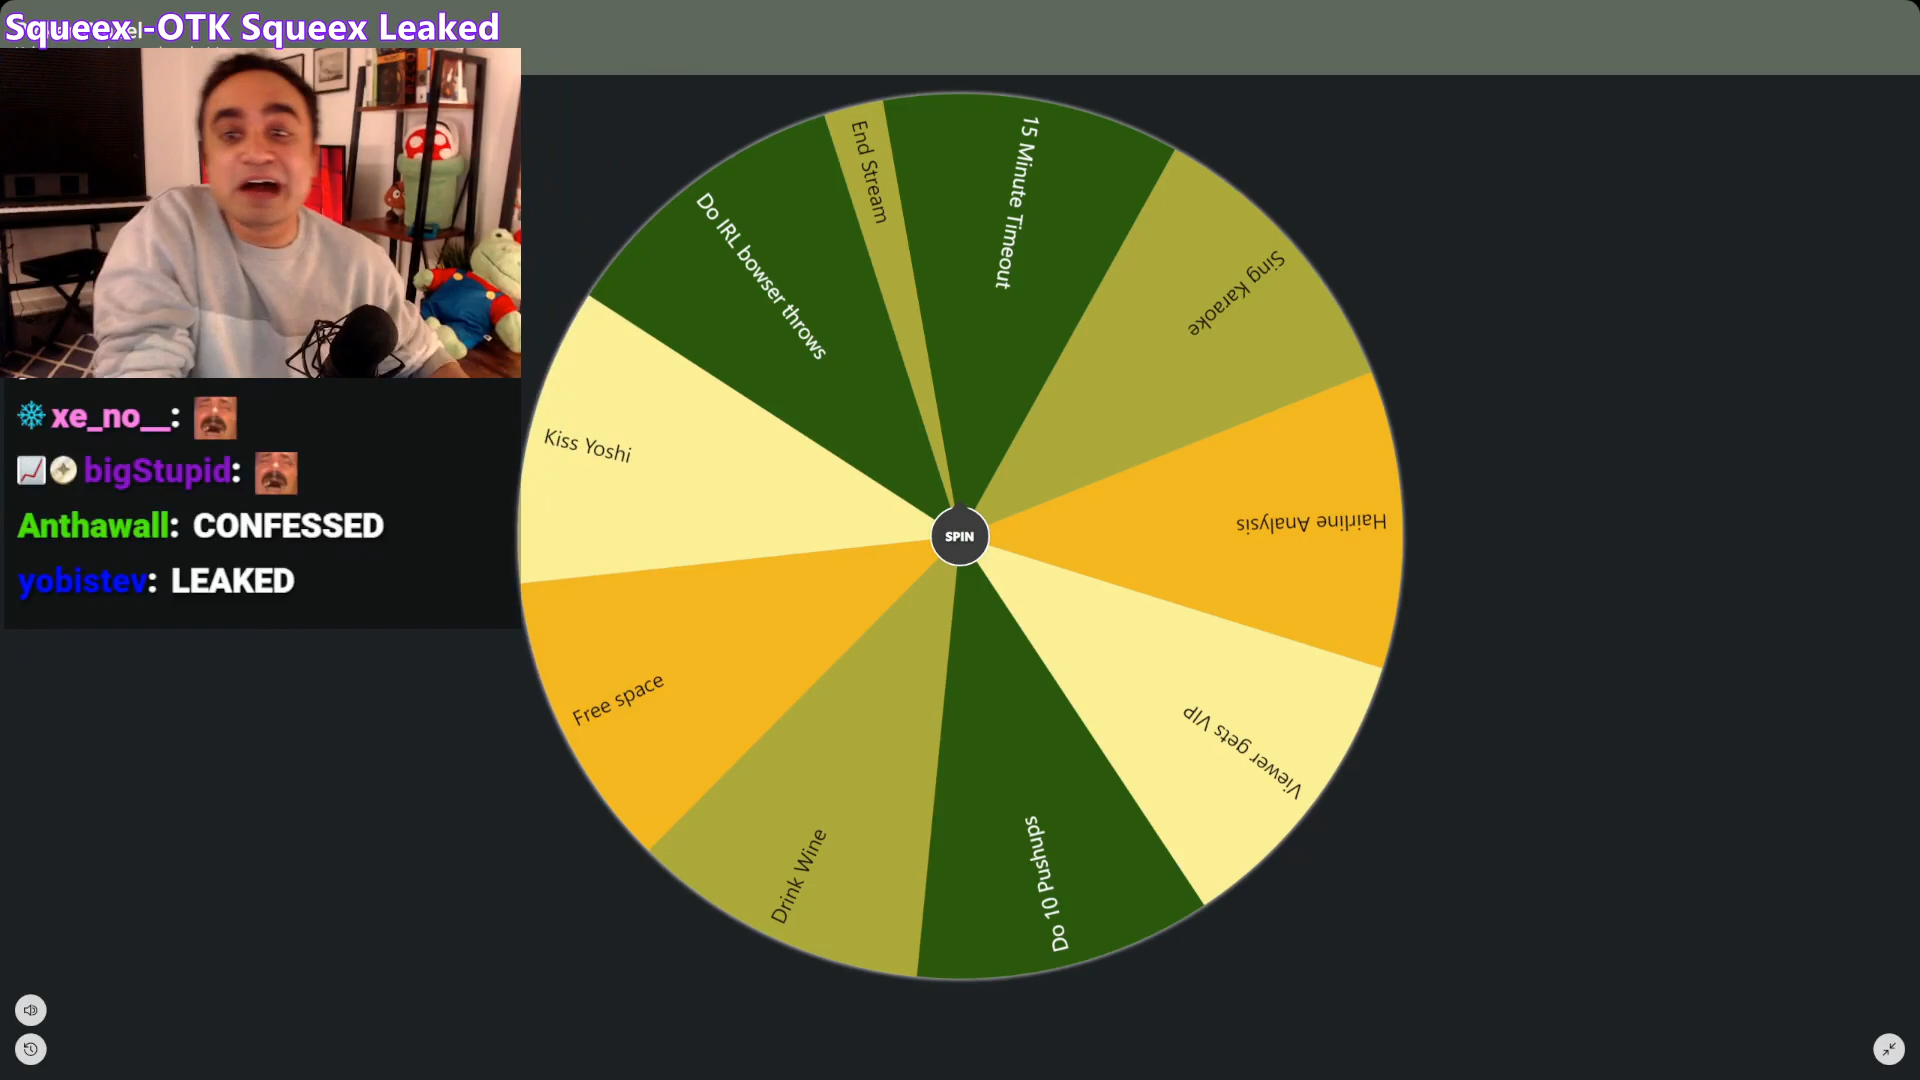 Squeex -OTK Squeex Leaked
xe_no__:
bigStupid:
Anthawall: CONFESSED
yobistev: LEAKED
End Stream
15 Minute Timeout
Sing Karaoke
Hairline Analysis
Viewer gets VIP
Do 10 Pushups
Drink Wine
Free space
Kiss Yoshi
Do IRL bowser throws
SPIN